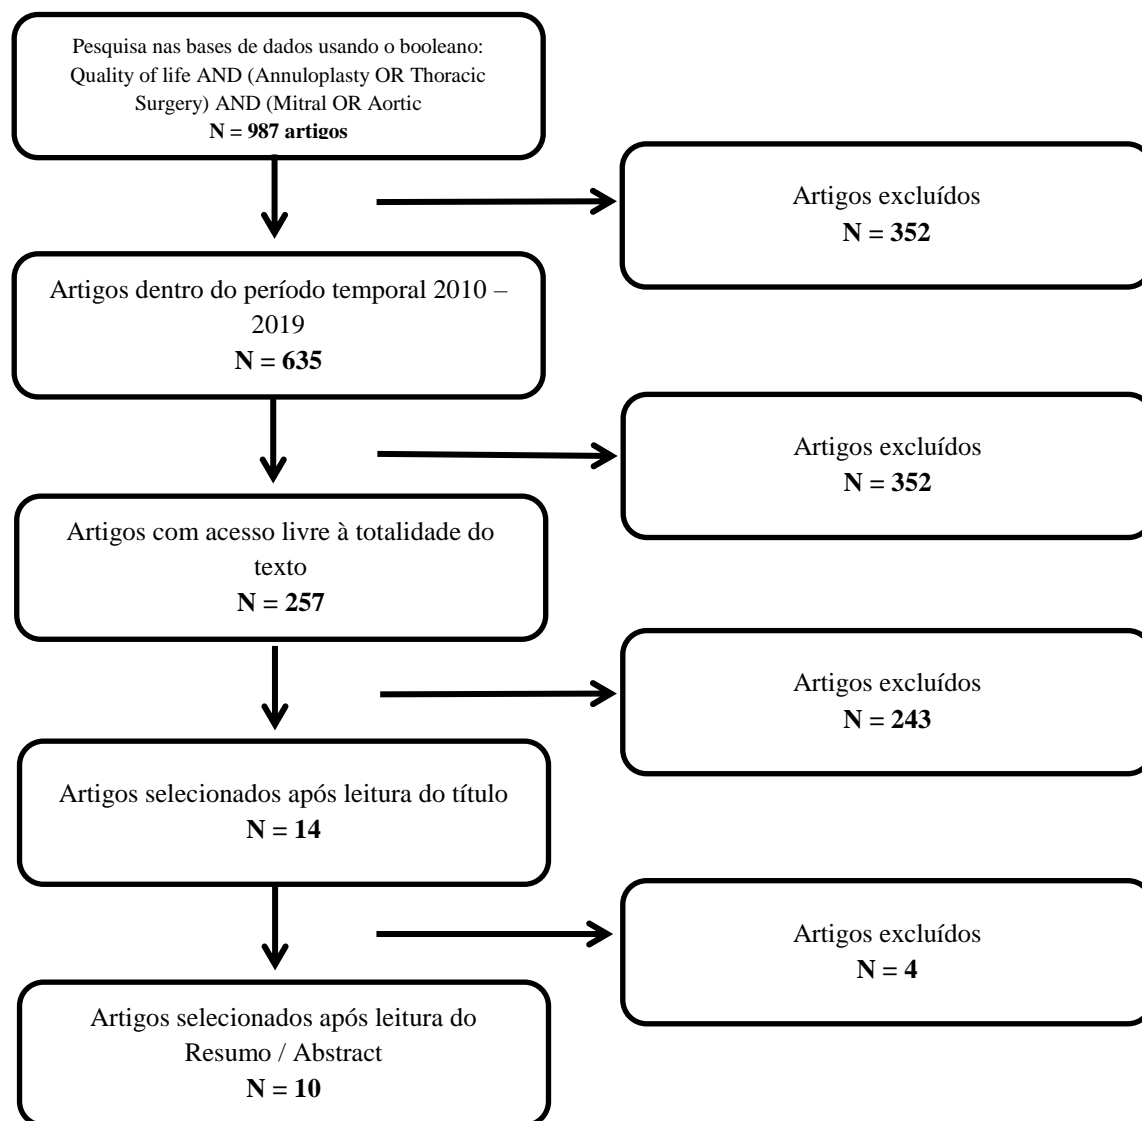 Pesquisa nas bases de dados usando o booleano:
Quality of life AND (Annuloplasty OR Thoracic
Surgery) AND (Mitral OR Aortic
N = 987 artigos
Artigos excluídos
N = 352
Artigos dentro do período temporal 2010 –
2019
N = 635
Artigos excluídos
N = 352
Artigos com acesso livre à totalidade do
texto
N = 257
Artigos excluídos
N = 243
Artigos selecionados após leitura do título
N = 14
Artigos excluídos
N = 4
Artigos selecionados após leitura do
Resumo / Abstract
N = 10